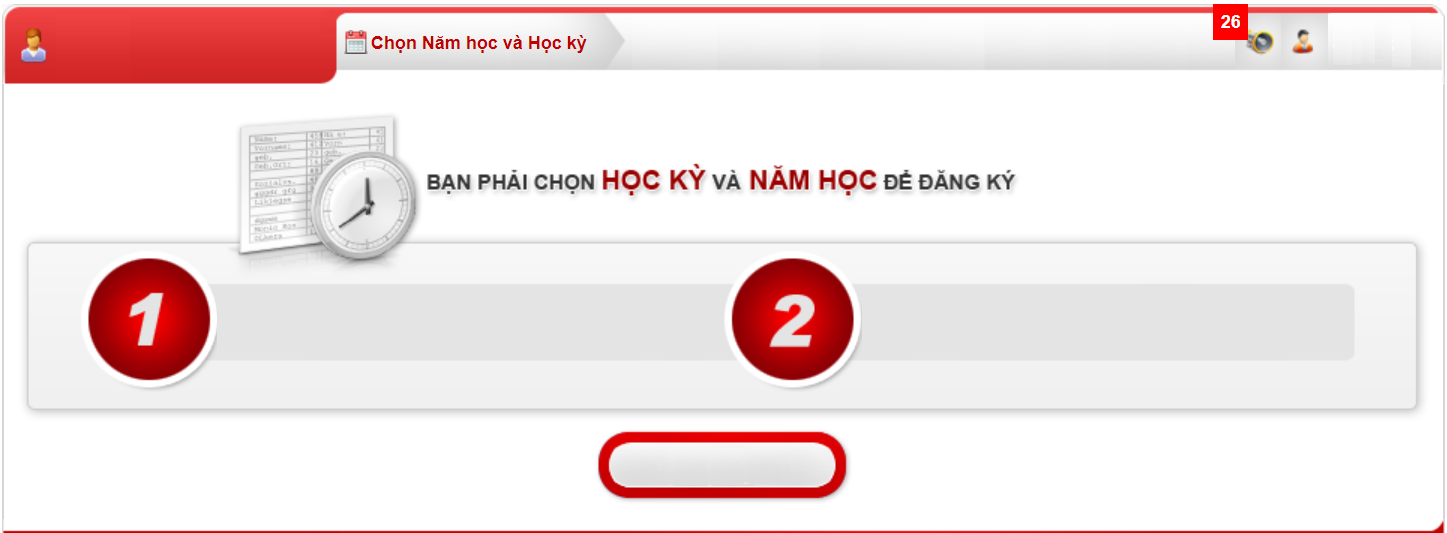 Chọn Năm học và Học kỳ
26
BẠN PHẢI CHỌN HỌC KỲ VÀ NĂM HỌC ĐỂ ĐĂNG KÝ
1
2